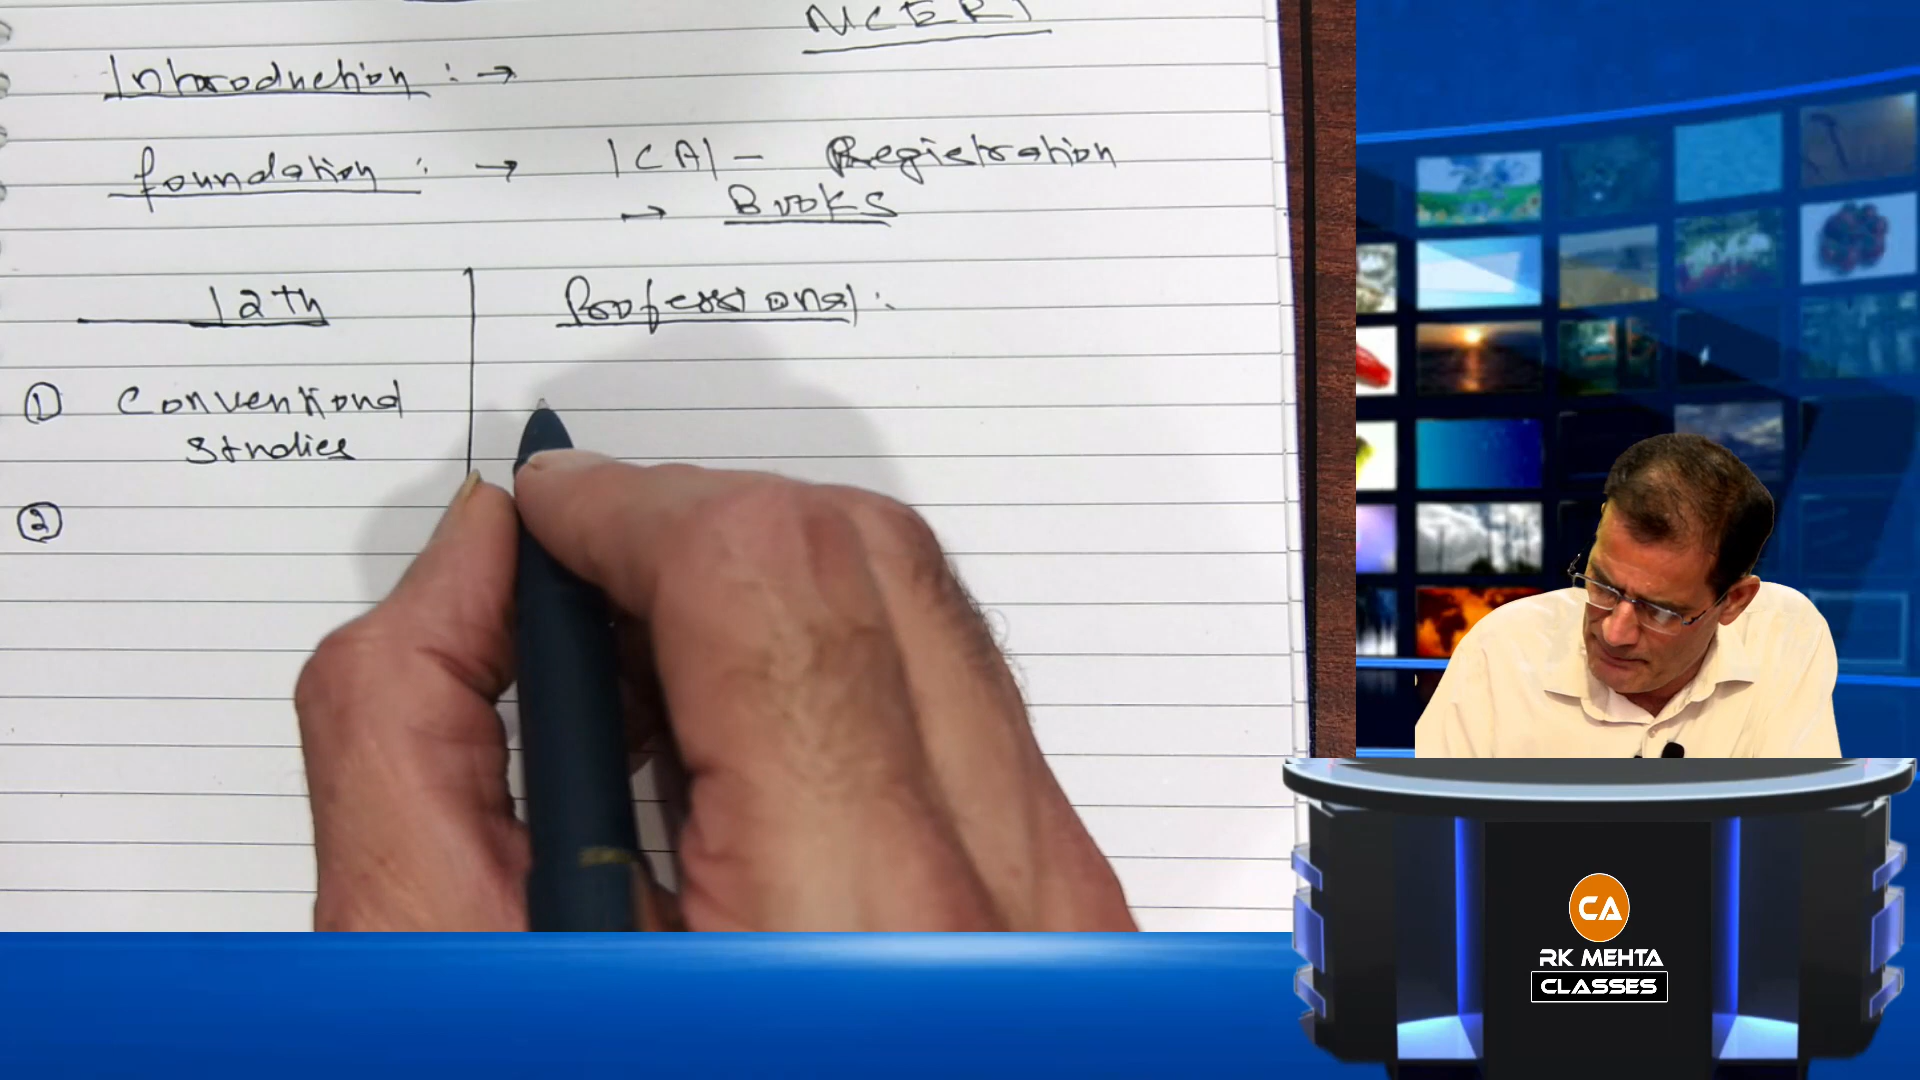 NCERT
Introduction : →
foundation : → ICAI - Registration
→ Books
12th
Professional :
① Conventional
Studies
②
CA
RK MEHTA
CLASSES